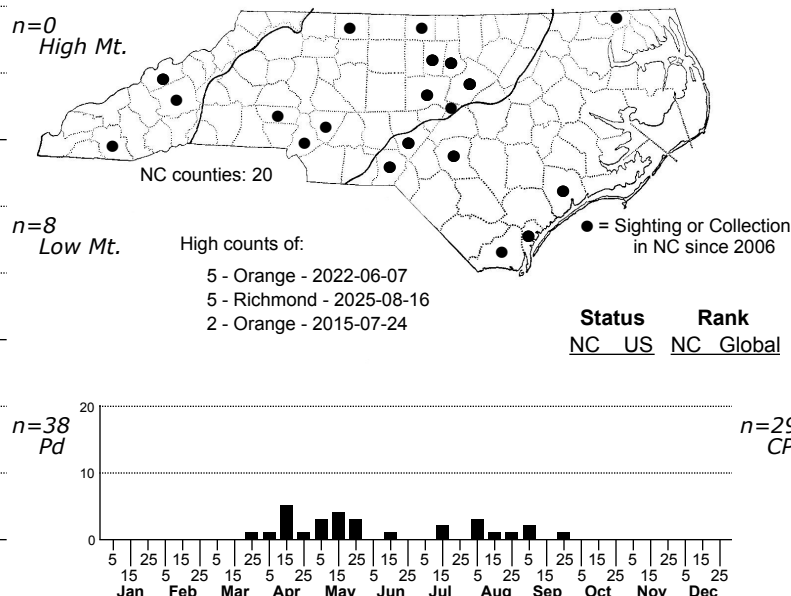 n=0
High Mt.
NC counties: 20
n=8
Low Mt.
High counts of:
5 - Orange - 2022-06-07
5 - Richmond - 2025-08-16
2 - Orange - 2015-07-24
● = Sighting or Collection
in NC since 2006
Status Rank
NC US NC Global
n=38
Pd
n=29
CP
20
10
0
5 25 15 5 25 15 5 25 15 5 25 15 5 25 15 5 25 15
15 5 25 15 5 25 15 5 25 15 5 25 15 5 25 15 5 25
Jan Feb Mar Apr May Jun Jul Aug Sep Oct Nov Dec